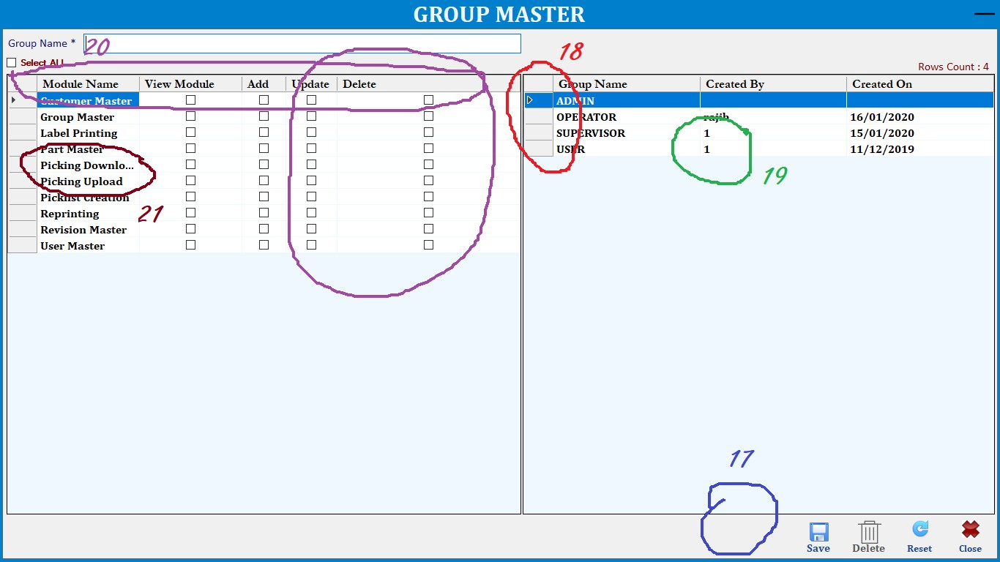 GROUP MASTER
Group Name *
20
Select ALL
18
Rows Count : 4
Module Name View Module Add Update Delete
Customer Master
Group Master
Label Printing
Part Master
Picking Downlo...
Picking Upload
Picklist Creation
Reprinting
Revision Master
User Master
21
Group Name Created By Created On
ADMIN
OPERATOR rajib 16/01/2020
SUPERVISOR 1 15/01/2020
USER 1 11/12/2019
19
17
Save Delete Reset Close